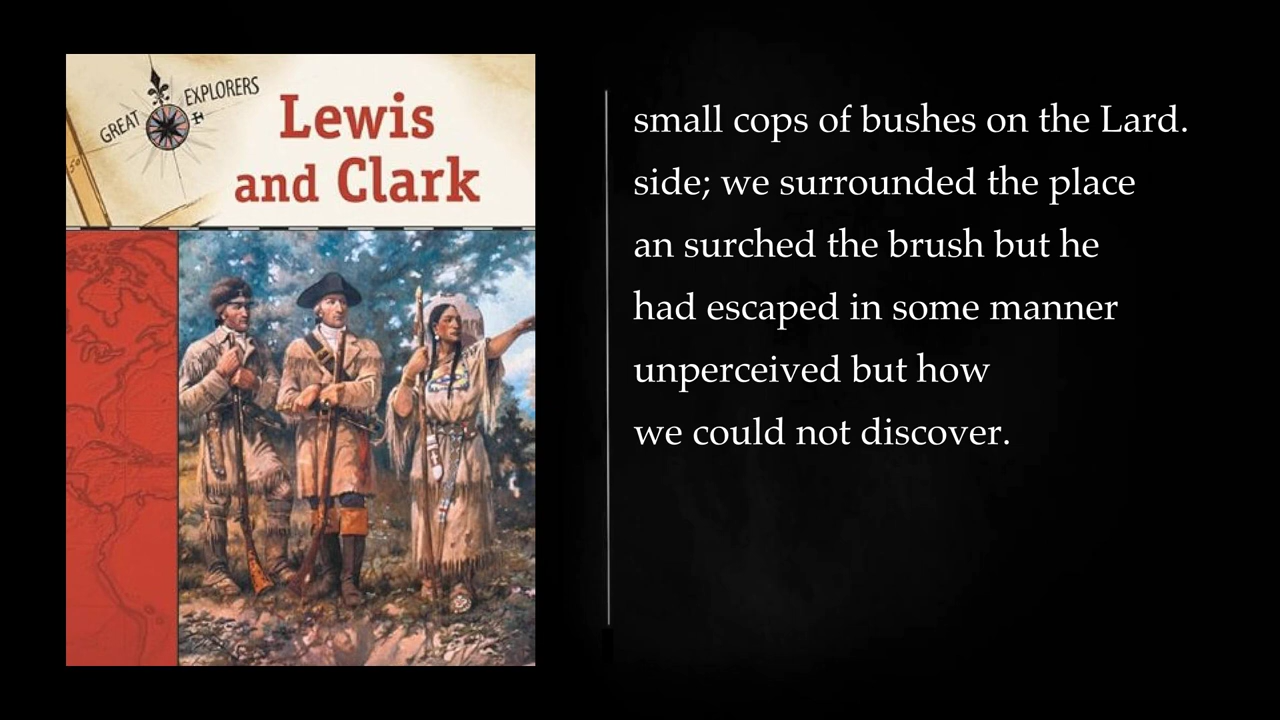 GREAT EXPLORERS
Lewis
and Clark
50
small cops of bushes on the Lard.
side; we surrounded the place
an surched the brush but he
had escaped in some manner
unperceived but how
we could not discover.